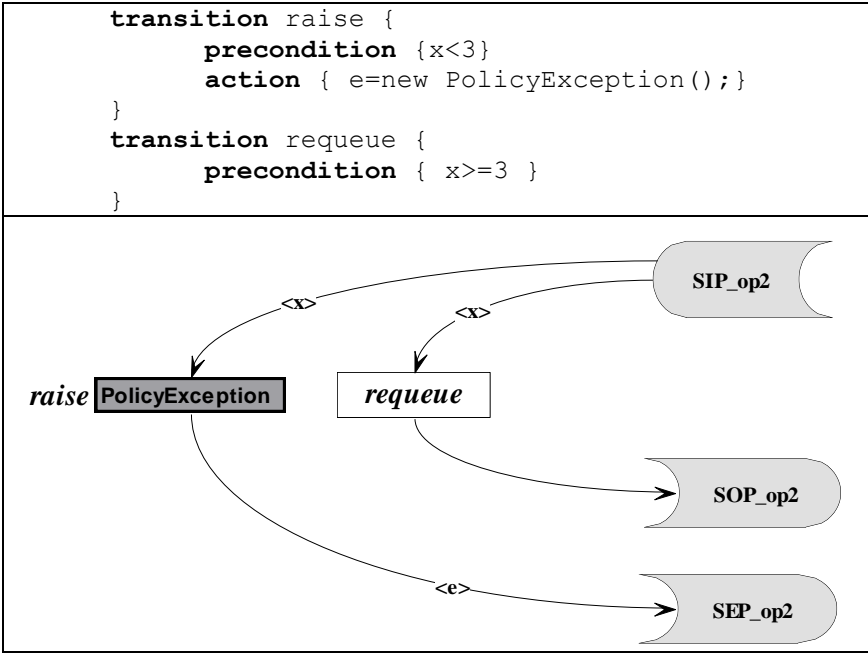 transition raise {
precondition {x<3}
action { e=new PolicyException();}
}
transition requeue {
precondition { x>=3 }
}
SIP_op2
<x>
<x>
raise PolicyException
requeue
SOP_op2
<e>
SEP_op2